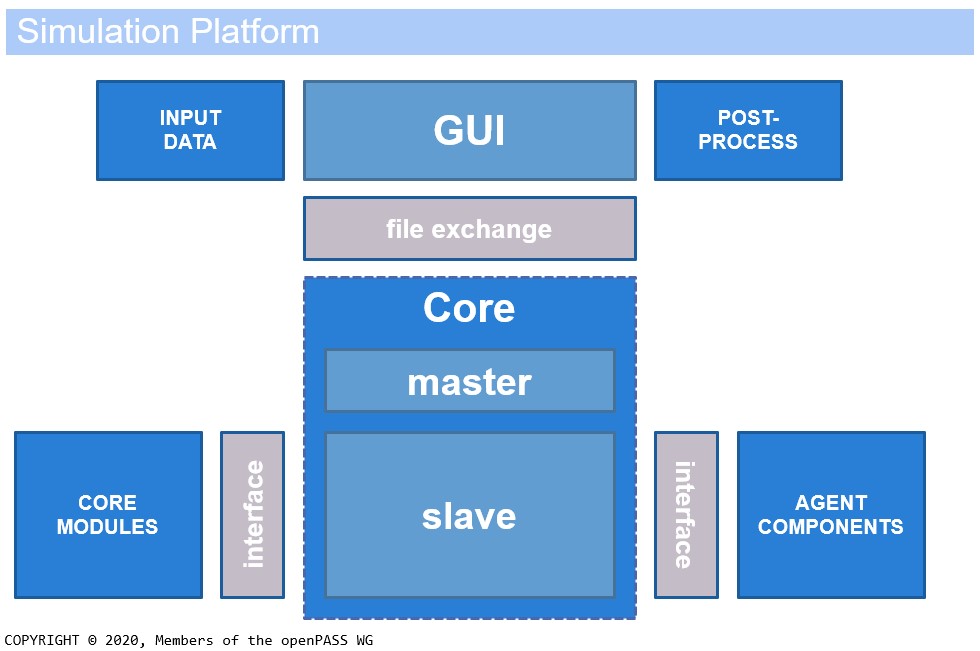 Simulation Platform
INPUT
DATA
GUI
POST-
PROCESS
file exchange
Core
master
CORE
MODULES
interface
slave
interface
AGENT
COMPONENTS
COPYRIGHT © 2020, Members of the openPASS WG